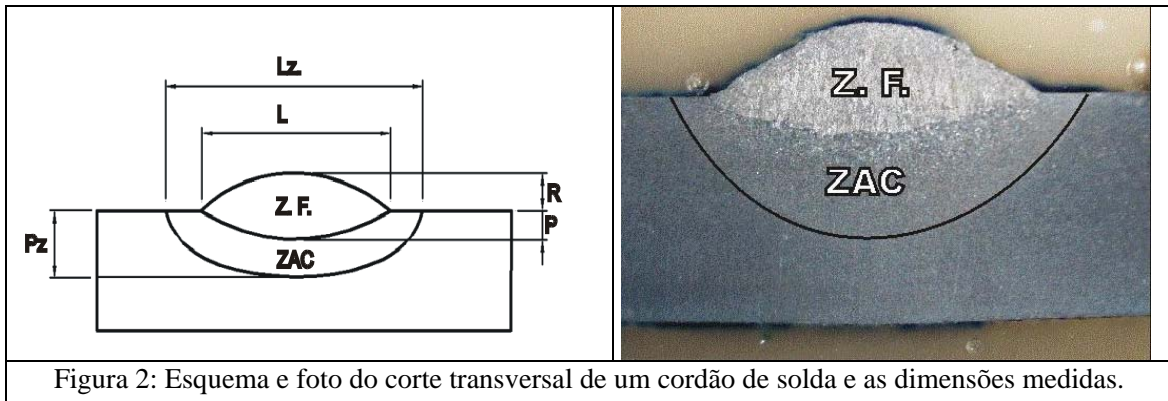 Lz.
L
Z. F.
R
P
Pz
ZAC
Z. F.
ZAC
Figura 2: Esquema e foto do corte transversal de um cordão de solda e as dimensões medidas.